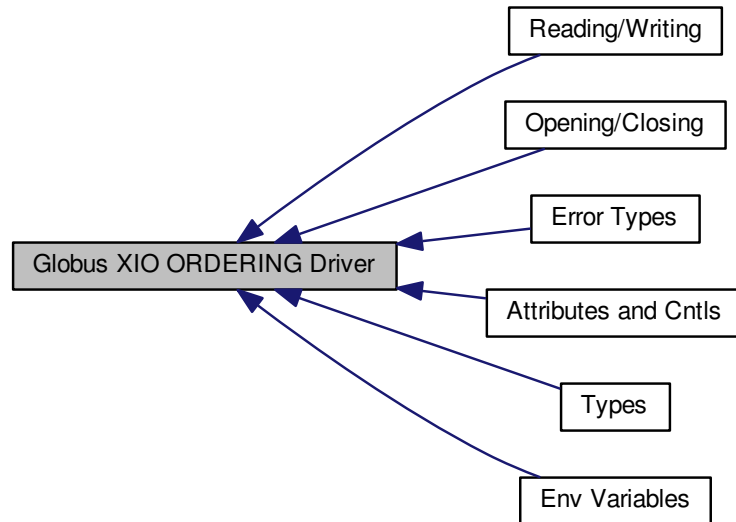 Reading/Writing
Opening/Closing
Error Types
Globus XIO ORDERING Driver
Attributes and Cntls
Types
Env Variables